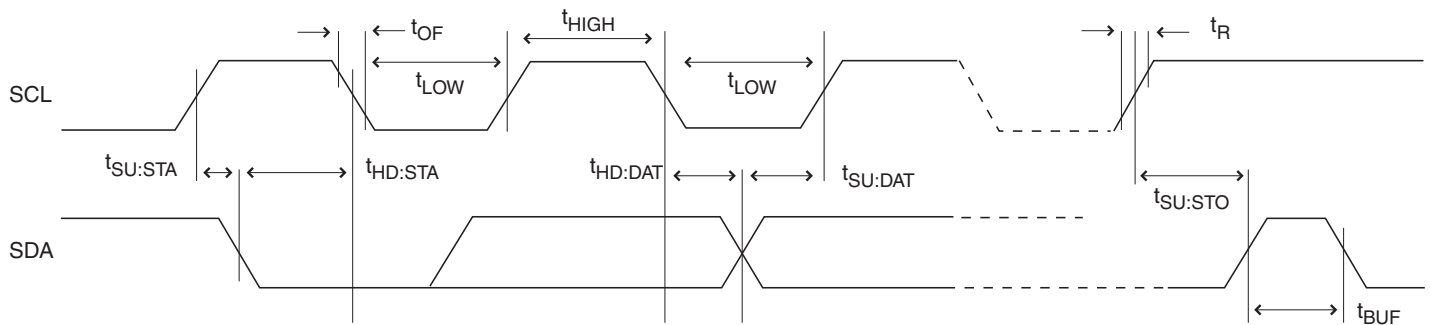 tOF
tHIGH
tR
tLOW
tLOW
SCL
tSU:STA
tHD:STA
tHD:DAT
tSU:DAT
tSU:STO
SDA
tBUF